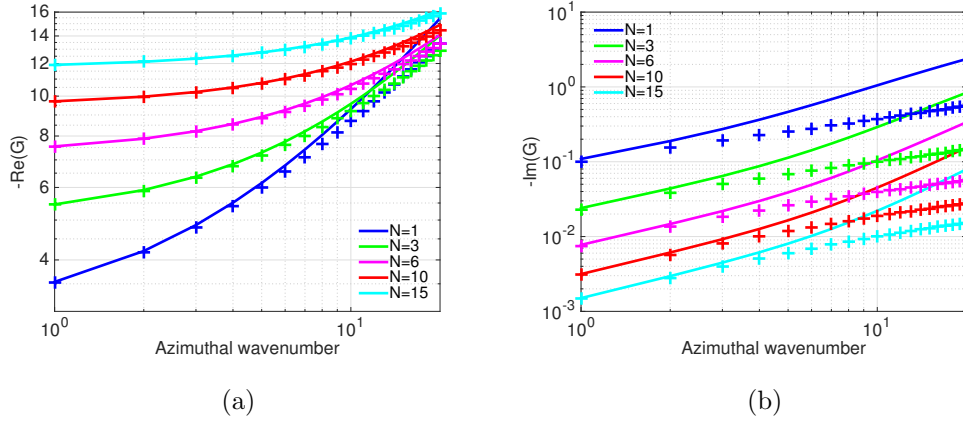 16
14
12
10
8
6
4
-Re(G)
N=1
N=3
N=6
N=10
N=15
10^0
10^1
Azimuthal wavenumber
(a)
10^1
10^0
10^-1
10^-2
10^-3
-Im(G)
N=1
N=3
N=6
N=10
N=15
10^0
10^1
Azimuthal wavenumber
(b)